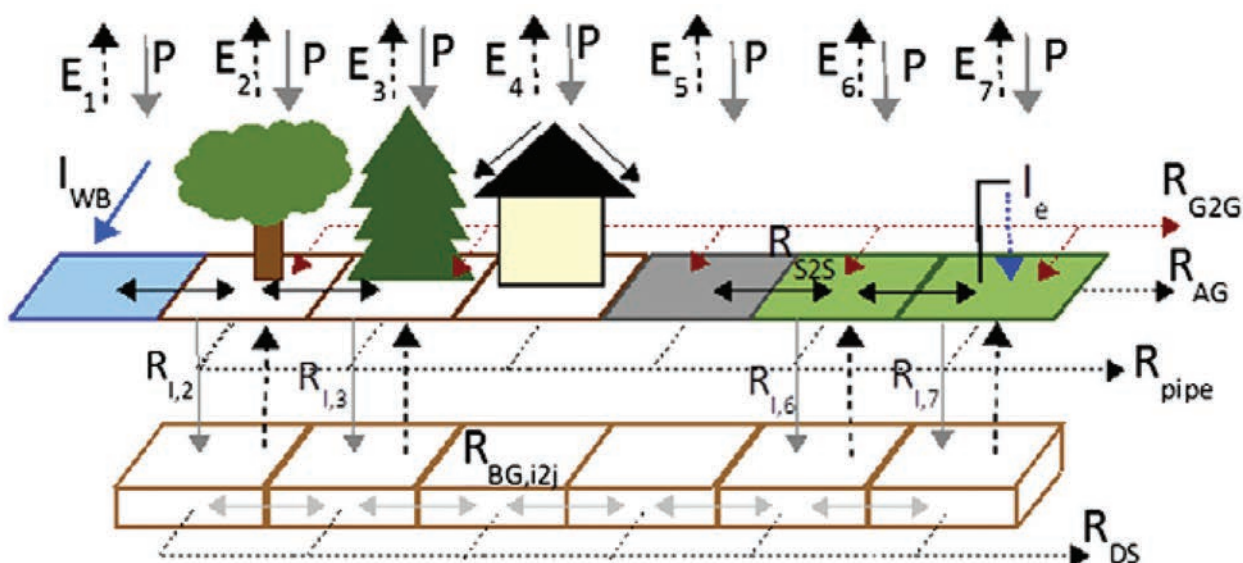 E1 P E2 P E3 P E4 P E5 P E6 P E7 P
IWB Ie RG2G
RS2S RAG
RI,2 RI,3 RI,6 RI,7 Rpipe
RBG,i2j
RDS